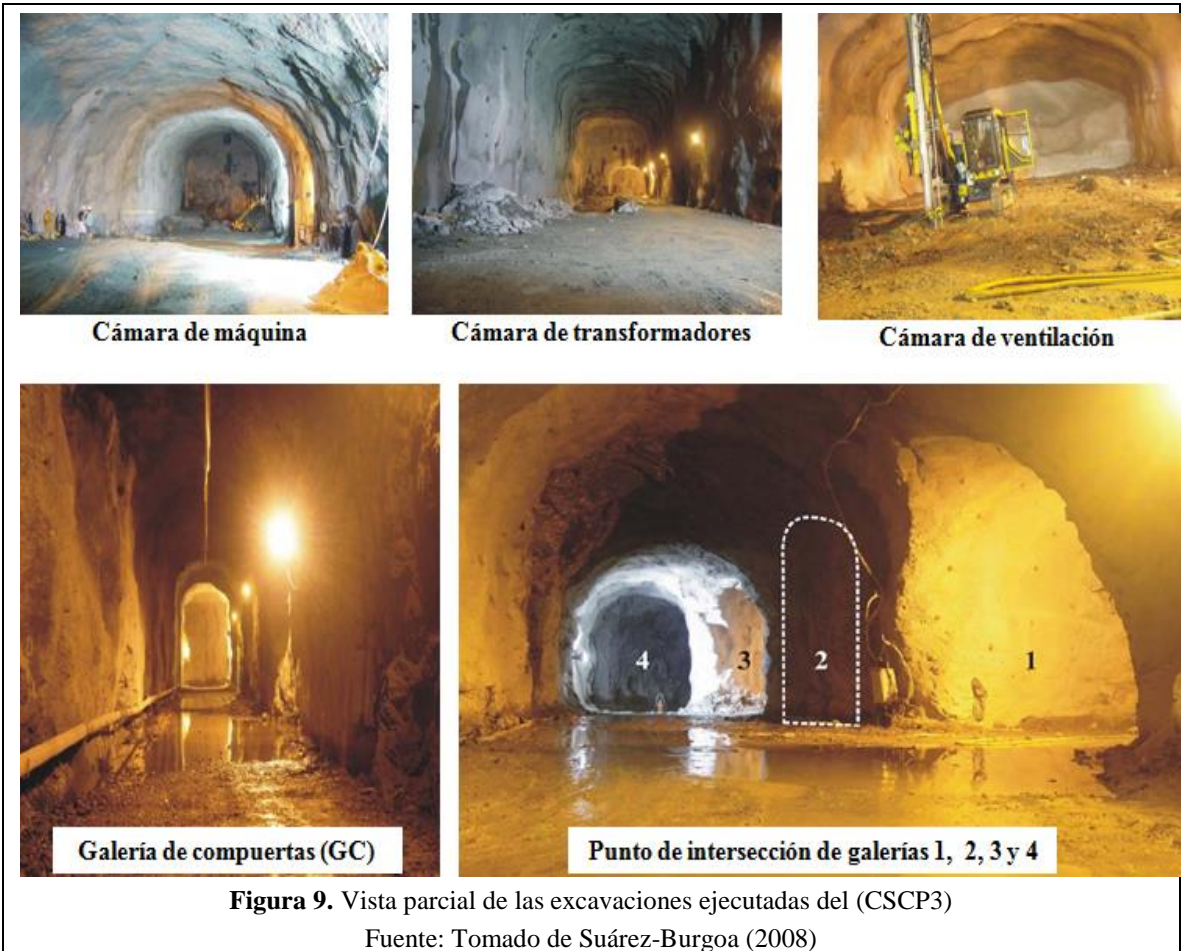 Cámara de máquina
Cámara de transformadores
Cámara de ventilación
4
3
2
1
Galería de compuertas (GC)
Punto de intersección de galerías 1, 2, 3 y 4
Figura 9. Vista parcial de las excavaciones ejecutadas del (CSCP3)
Fuente: Tomado de Suárez-Burgoa (2008)